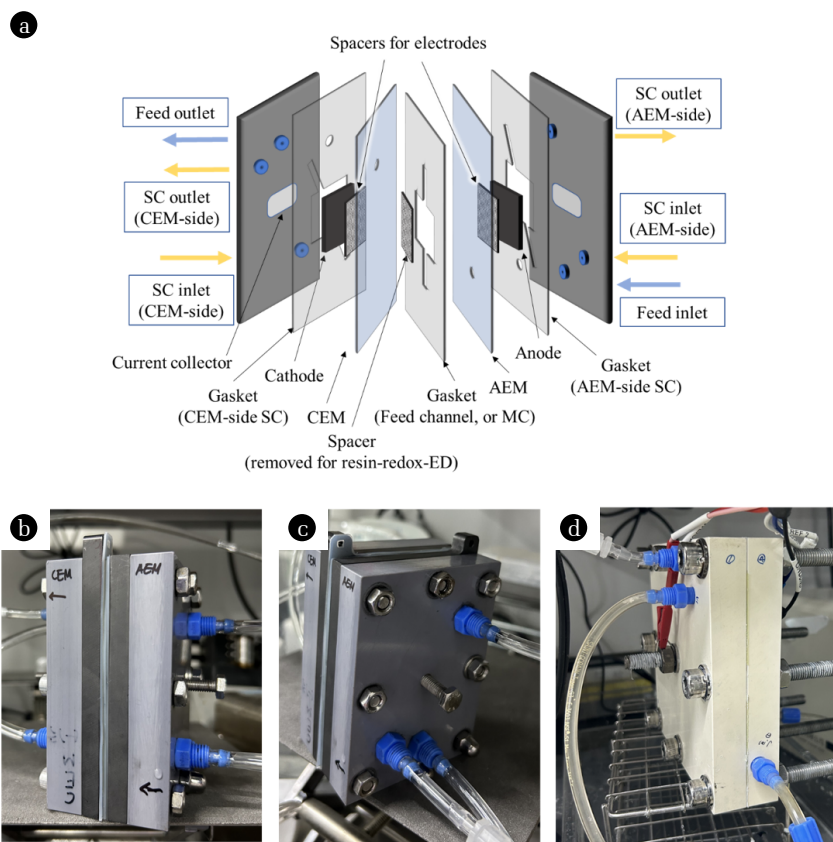 a
Spacers for electrodes
Feed outlet
SC outlet
(CEM-side)
SC inlet
(CEM-side)
SC outlet
(AEM-side)
SC inlet
(AEM-side)
Feed inlet
Current collector
Cathode
Gasket
(CEM-side SC)
CEM
Spacer
(removed for resin-redox-ED)
Gasket
(Feed channel, or MC)
AEM
Anode
Gasket
(AEM-side SC)
b
CEM
AEM
c
CEM
AEM
d